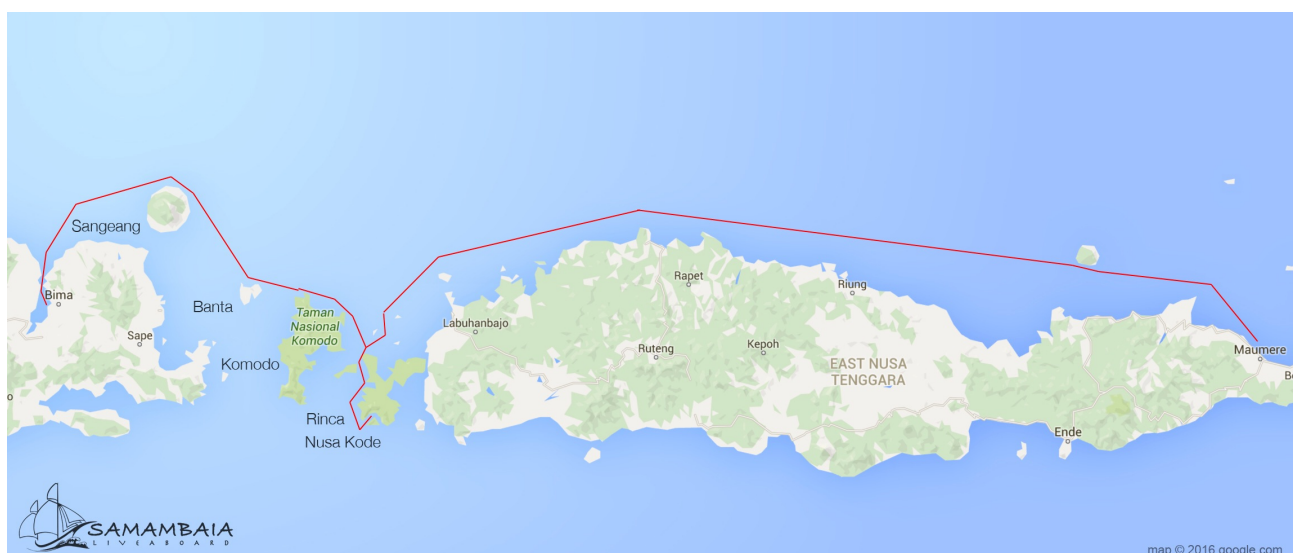 Sangeang
Bima
Banta
Sape
Komodo
Taman
Nasional
Komodo
Rinca
Nusa Kode
Labuhanbajo
Rapet
Ruteng
Kepoh
Riung
EAST NUSA
TENGGARA
Ende
Maumere
SAMAMBAIA
LIVEABOARD
map © 2016 google.com